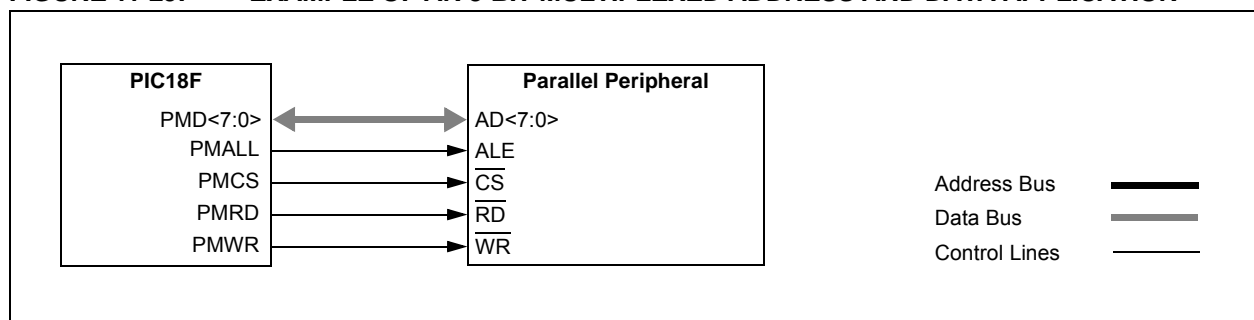 PIC18F
Parallel Peripheral
PMD<7:0>
AD<7:0>
PMALL
ALE
PMCS
CS
PMRD
RD
PMWR
WR
Address Bus
Data Bus
Control Lines